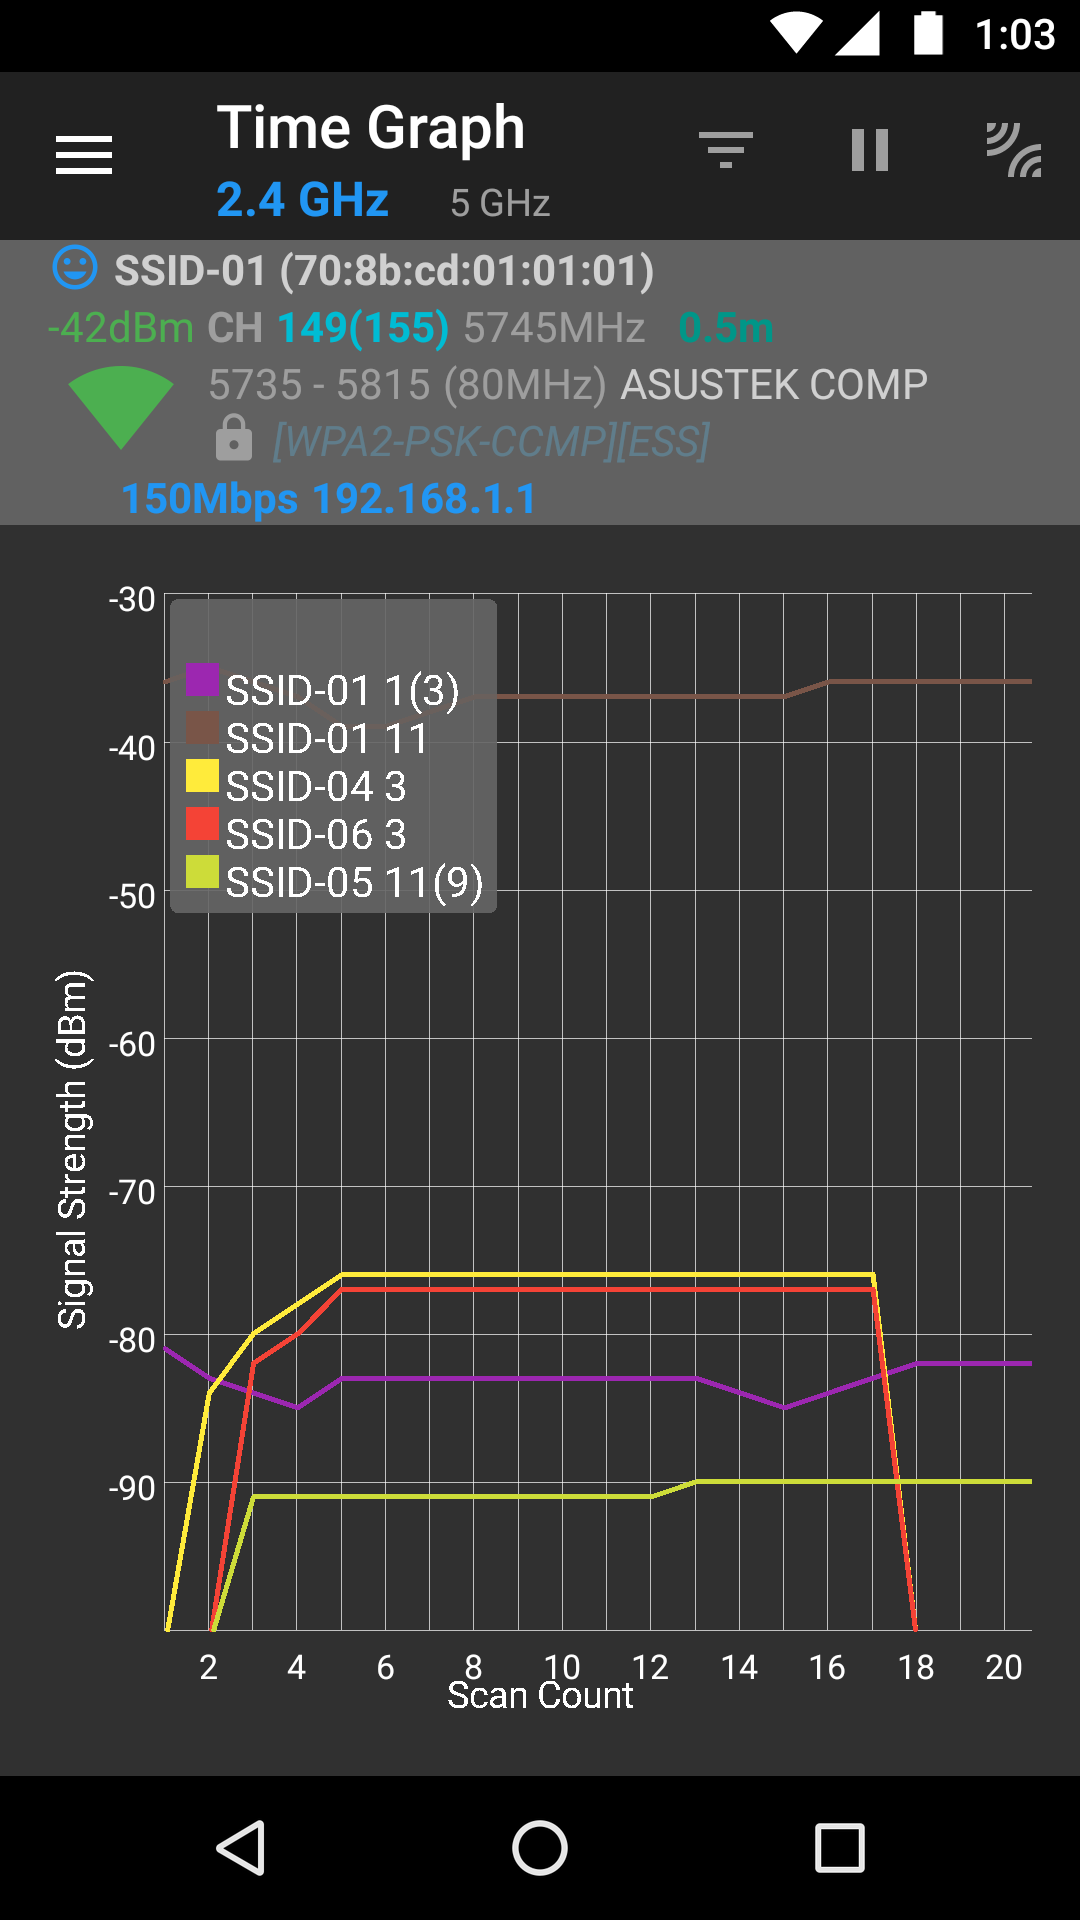 1:03
Time Graph
2.4 GHz 5 GHz
SSID-01 (70:8b:cd:01:01:01)
-42dBm CH 149(155) 5745MHz 0.5m
5735 - 5815 (80MHz) ASUSTEK COMP
[WPA2-PSK-CCMP][ESS]
150Mbps 192.168.1.1
-30
SSID-01 1(3)
SSID-01 11
-40
SSID-04 3
SSID-06 3
SSID-05 11(9)
-50
-60
-70
-80
-90
Signal Strength (dBm)
2 4 6 8 10 12 14 16 18 20
Scan Count